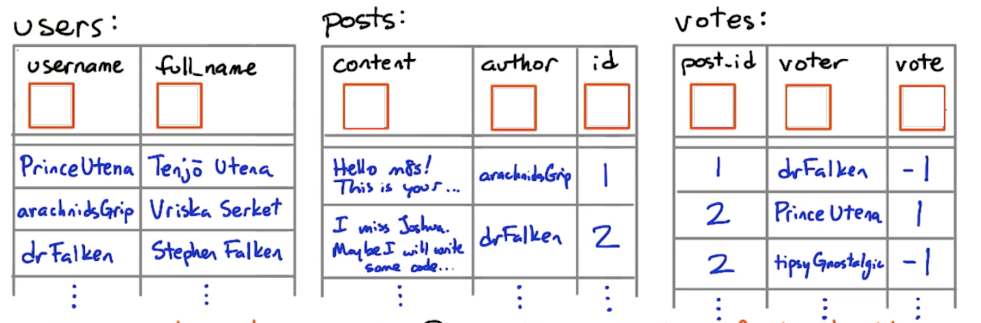 users:
posts:
votes:
username full_name
content author id
post_id voter vote
PrinceUtena Tenjō Utena
arachnidsGrip Vriska Serket
drFalken Stephen Falken
Hello m8s!
This is your...
arachnidsGrip 1
I miss Joshua.
Maybe I will write
some code...
drFalken 2
1 drFalken -1
2 PrinceUtena 1
2 tipsyGnostalgic -1